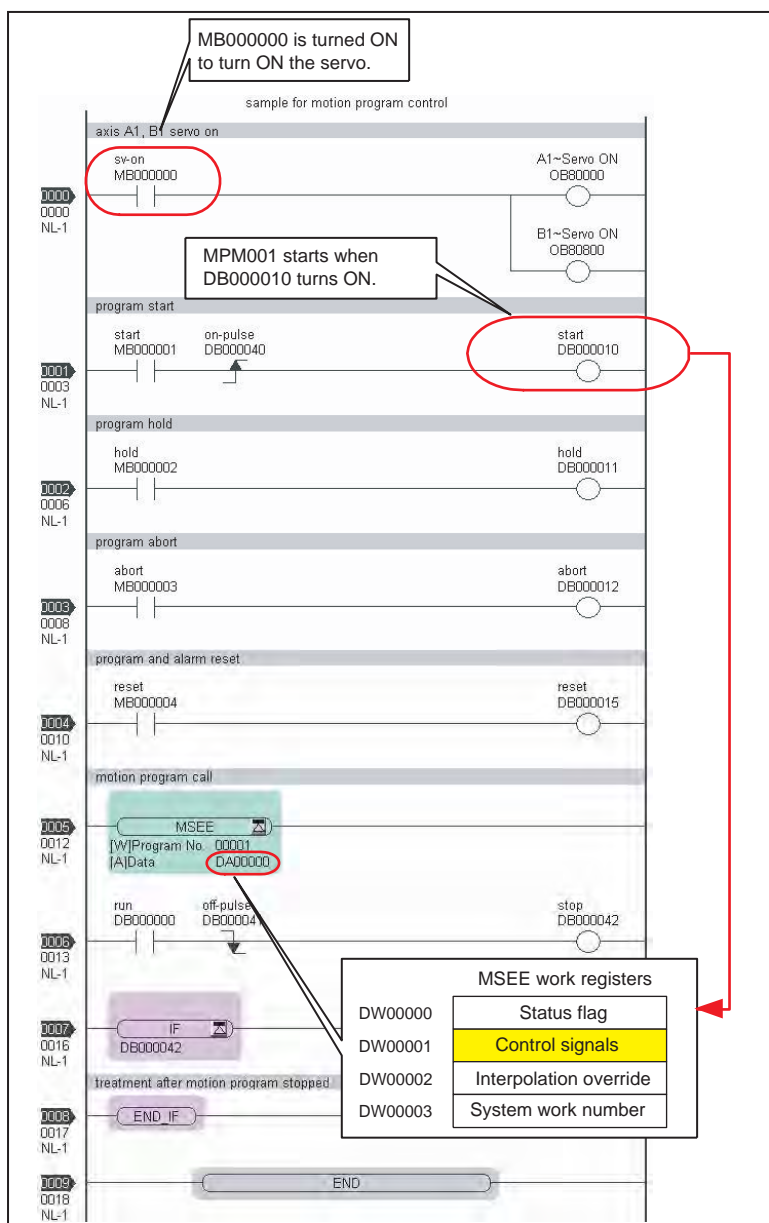 MB000000 is turned ON
to turn ON the servo.
sample for motion program control
axis A1, B1 servo on
sv-on
MB000000
A1~Servo ON
OB80000
0000
0000
NL-1
B1~Servo ON
OB80800
MPM001 starts when
DB000010 turns ON.
program start
start
MB000001
on-pulse
DB000040
start
DB000010
0001
0003
NL-1
program hold
hold
MB000002
hold
DB000011
0002
0006
NL-1
program abort
abort
MB000003
abort
DB000012
0003
0008
NL-1
program and alarm reset
reset
MB000004
reset
DB000015
0004
0010
NL-1
motion program call
0005
0012
NL-1
MSEE
[W]Program No. 00001
[A]Data DA00000
run
DB000000
off-pulse
DB000041
stop
DB000042
0006
0013
NL-1
MSEE work registers
DW00000 Status flag
DW00001 Control signals
DW00002 Interpolation override
DW00003 System work number
0007
0016
NL-1
IF
DB000042
treatment after motion program stopped
0008
0017
NL-1
END_IF
0009
0018
NL-1
END